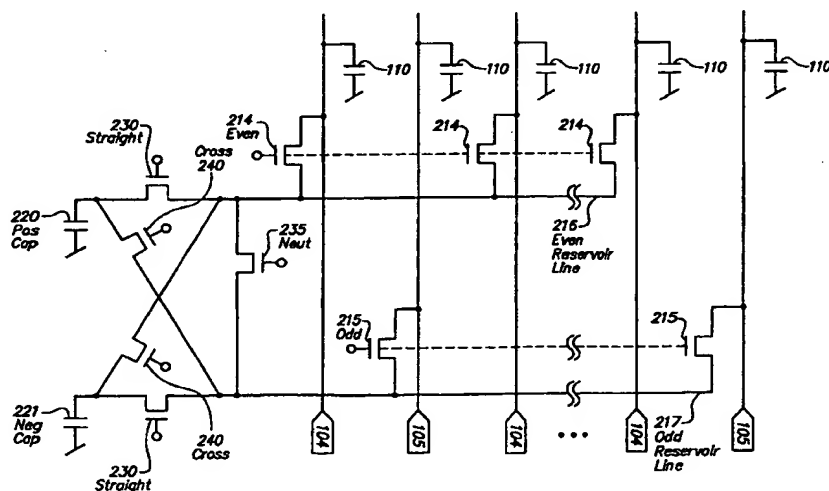 110
110
110
110
110
214
Even
214
214
230
Straight
Cross
240
220
Pos
Cap
235
Neut
216
Even
Reservoir
Line
215
Odd
215
221
Neg
Cap
240
Cross
230
Straight
217
Odd
Reservoir
Line
104
105
104
•••
104
105